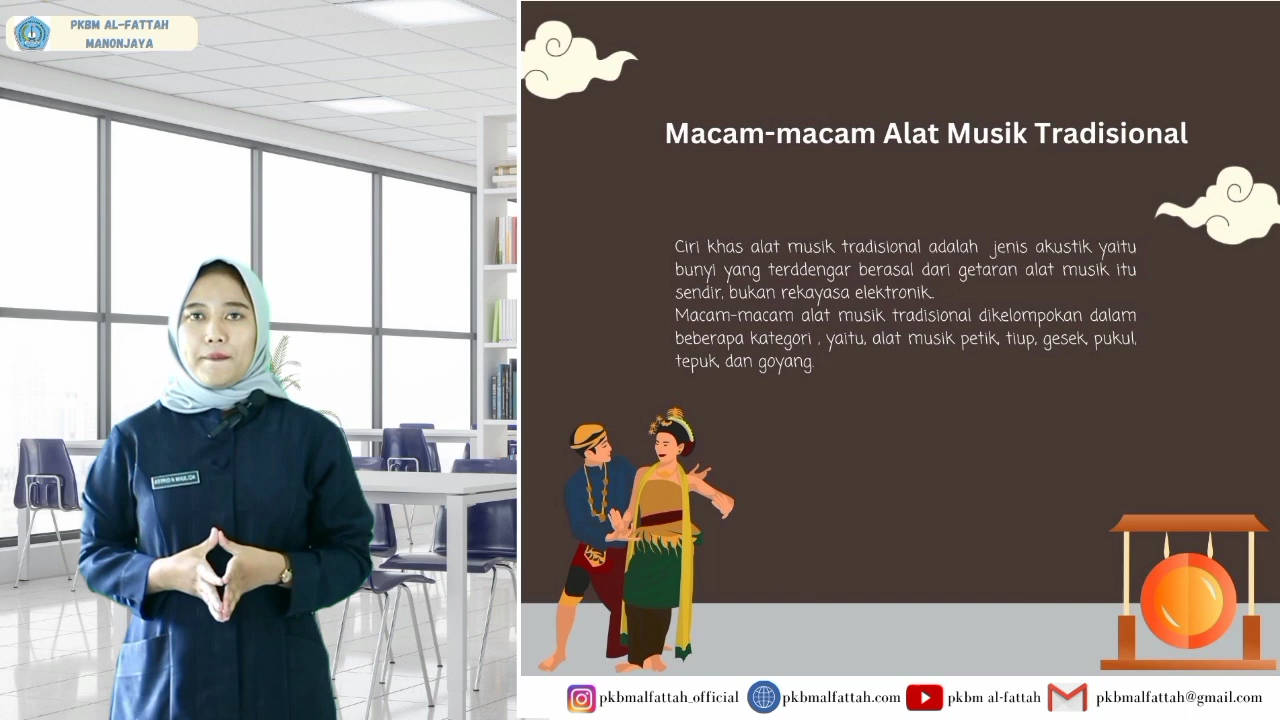 PKBM AL-FATTAH
MANONJAYA
Macam-macam Alat Musik Tradisional
Ciri khas alat musik tradisional adalah jenis akustik yaitu
bunyi yang terddengar berasal dari getaran alat musik itu
sendir, bukan rekayasa elektronik.
Macam-macam alat musik tradisional dikelompokan dalam
beberapa kategori , yaitu, alat musik petik, tiup, gesek, pukul,
tepuk, dan goyang.
pkbmalfattah_official
pkbmalfattah.com
pkbm al-fattah
pkbmalfattah@gmail.com